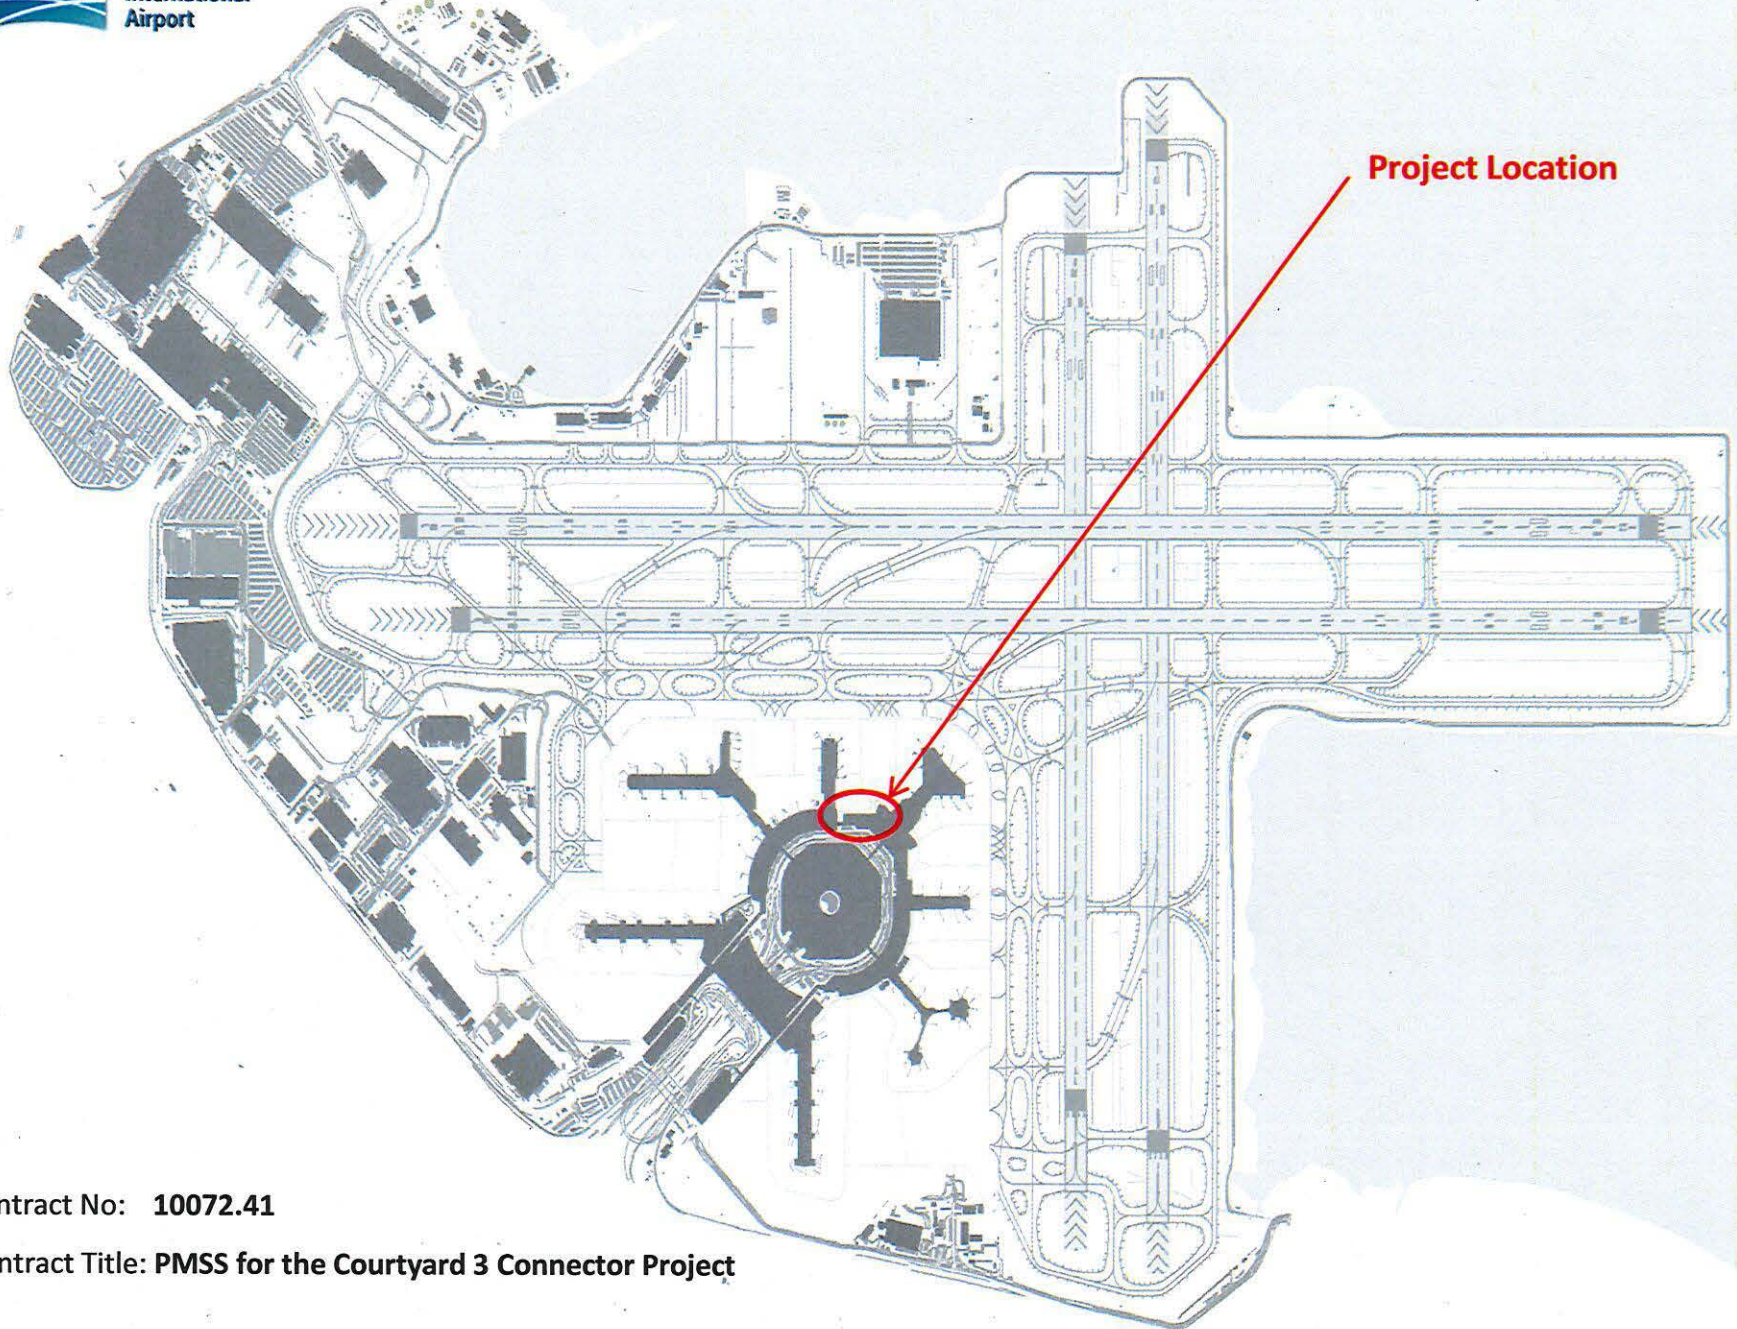 Airport
Project Location
ntract No: 10072.41
ntract Title: PMSS for the Courtyard 3 Connector Project